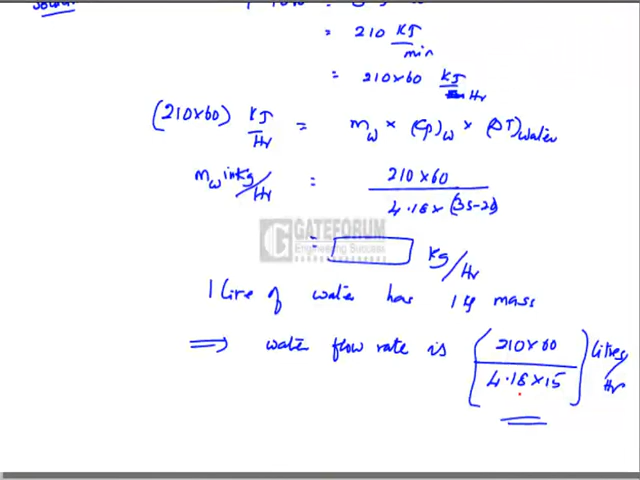 = 210 KJ/min
= 210×60 KJ/Hr
(210×60) KJ/Hr = mw × (Cp)w × (ΔT)water
mw in kg/Hr = 210×60 / 4.18×(35-20)
GATEFORUM
Engineering Success
= kg/Hr
1 litre of water has 1 kg mass
⟹ water flow rate is (210×60 / 4.18×15) litres/Hr